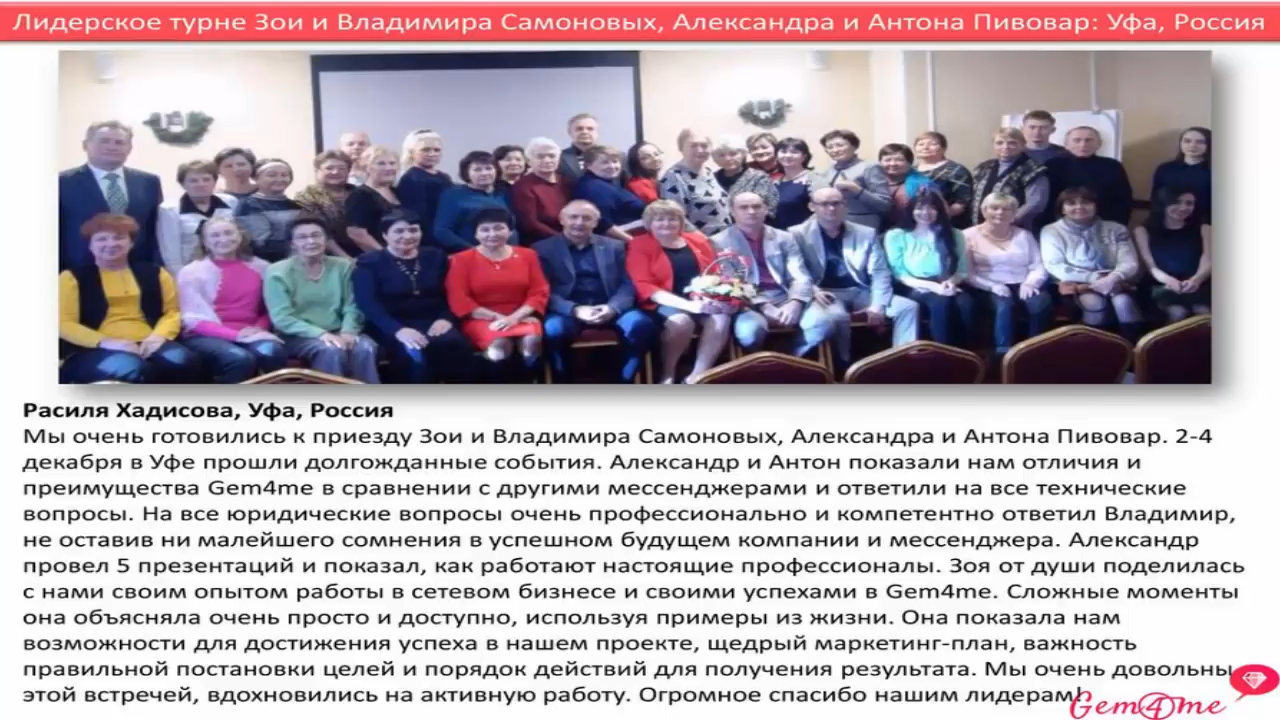 Лидерское турне Зои и Владимира Самоновых, Александра и Антона Пивовар: Уфа, Россия
Расиля Хадисова, Уфа, Россия
Мы очень готовились к приезду Зои и Владимира Самоновых, Александра и Антона Пивовар. 2-4
декабря в Уфе прошли долгожданные события. Александр и Антон показали нам отличия и
преимущества Gem4me в сравнении с другими мессенджерами и ответили на все технические
вопросы. На все юридические вопросы очень профессионально и компетентно ответил Владимир,
не оставив ни малейшего сомнения в успешном будущем компании и мессенджера. Александр
провел 5 презентаций и показал, как работают настоящие профессионалы. Зоя от души поделилась
с нами своим опытом работы в сетевом бизнесе и своими успехами в Gem4me. Сложные моменты
она объясняла очень просто и доступно, используя примеры из жизни. Она показала нам
возможности для достижения успеха в нашем проекте, щедрый маркетинг-план, важность
правильной постановки целей и порядок действий для получения результата. Мы очень довольны
этой встречей, вдохновились на активную работу. Огромное спасибо нашим лидерам!
Gem4me